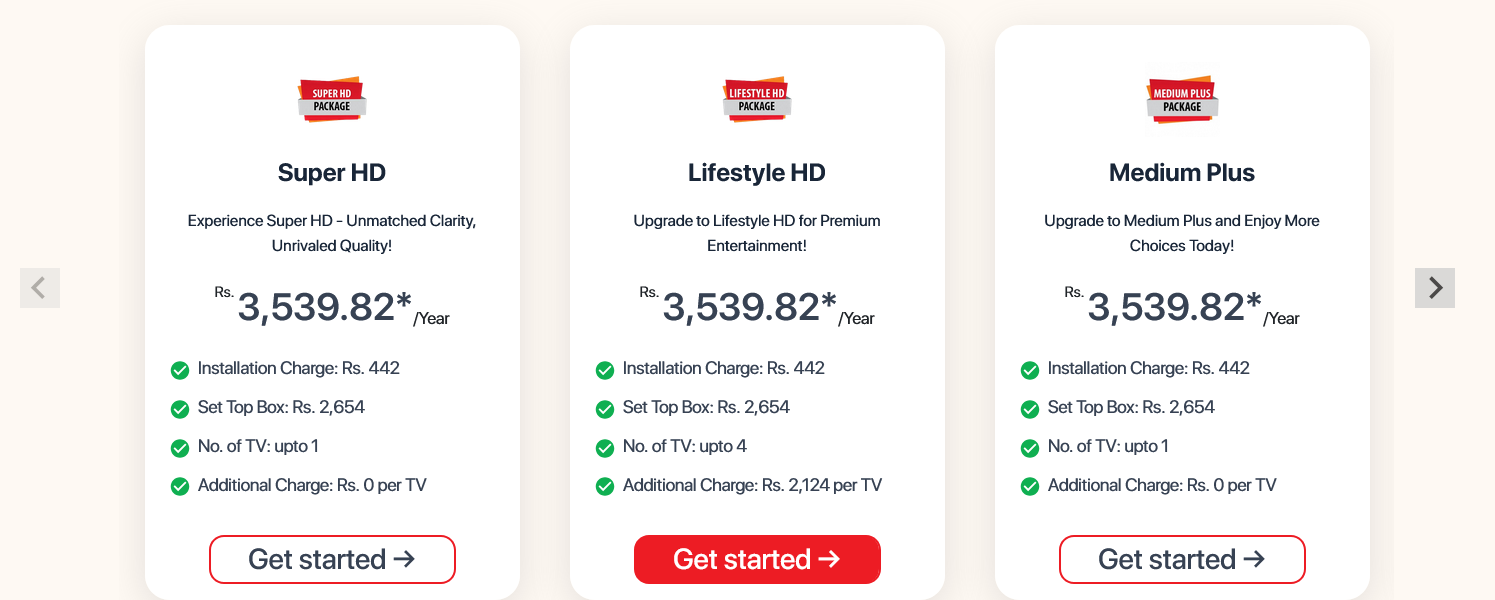 SUPER HD
PACKAGE
Super HD
Experience Super HD - Unmatched Clarity,
Unrivaled Quality!
Rs. 3,539.82* /Year
Installation Charge: Rs. 442
Set Top Box: Rs. 2,654
No. of TV: upto 1
Additional Charge: Rs. 0 per TV
Get started →
LIFESTYLE HD
PACKAGE
Lifestyle HD
Upgrade to Lifestyle HD for Premium
Entertainment!
Rs. 3,539.82* /Year
Installation Charge: Rs. 442
Set Top Box: Rs. 2,654
No. of TV: upto 4
Additional Charge: Rs. 2,124 per TV
Get started →
MEDIUM PLUS
PACKAGE
Medium Plus
Upgrade to Medium Plus and Enjoy More
Choices Today!
Rs. 3,539.82* /Year
Installation Charge: Rs. 442
Set Top Box: Rs. 2,654
No. of TV: upto 1
Additional Charge: Rs. 0 per TV
Get started →